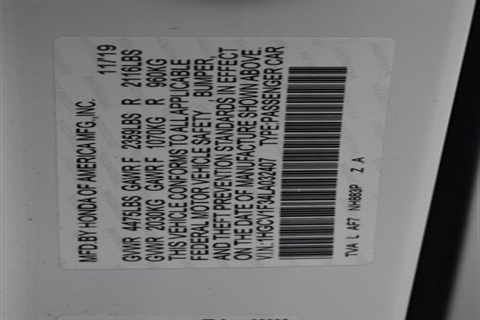 MFD.BY HONDA OF AMERICA MFG.,INC. 11/19
GVWR 4475LBS GAWR F 2359LBS R 2116LBS
GVWR 2030KG GAWR F 1070KG R 960KG
THIS VEHICLE CONFORMS TO ALL APPLICABLE
FEDERAL MOTOR VEHICLE SAFETY , BUMPER,
AND THEFT PREVENTION STANDARDS IN EFFECT
ON THE DATE OF MANUFACTURE SHOWN ABOVE.
V.I.N.:1HGCV1F34LA032407 TYPE:PASSENGER CAR
TVA L AF7 NH883P Z A